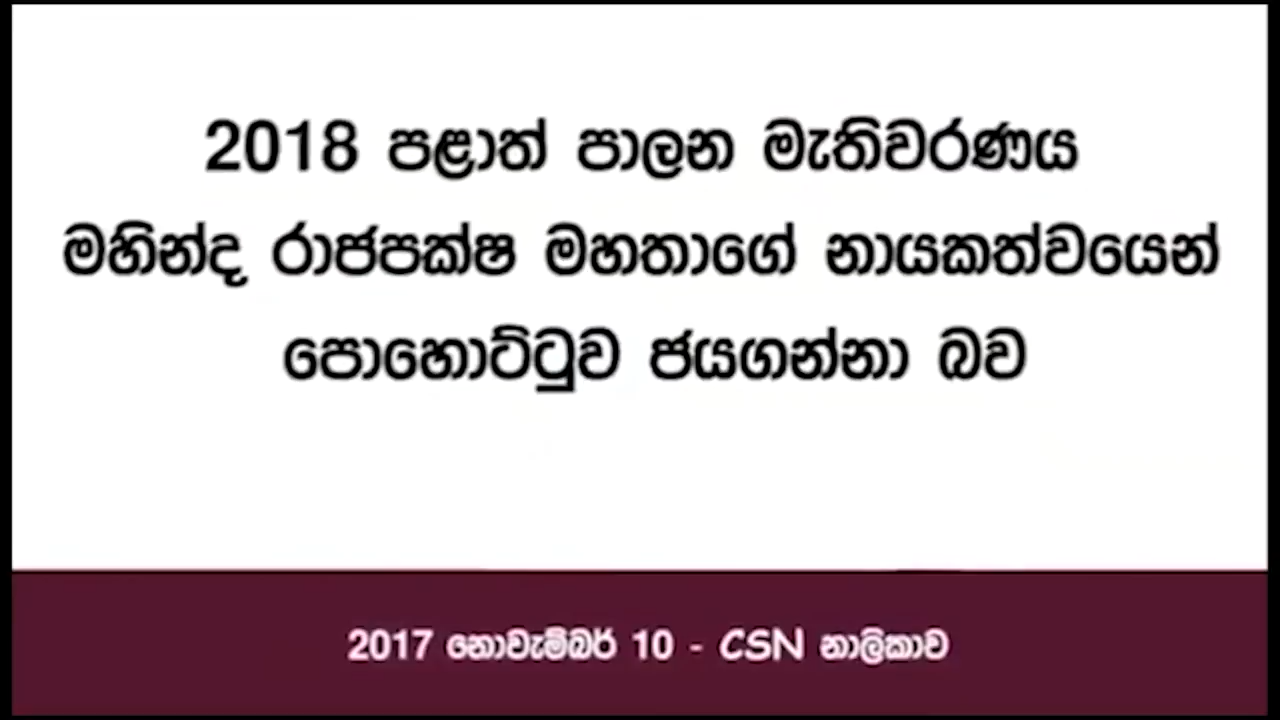 2018 පළාත් පාලන මැතිවරණය
මහින්ද රාජපක්ෂ මහතාගේ නායකත්වයෙන්
පොහොට්ටුව ජයගන්නා බව
2017 නොවැම්බර් 10 - CSN නාලිකාව